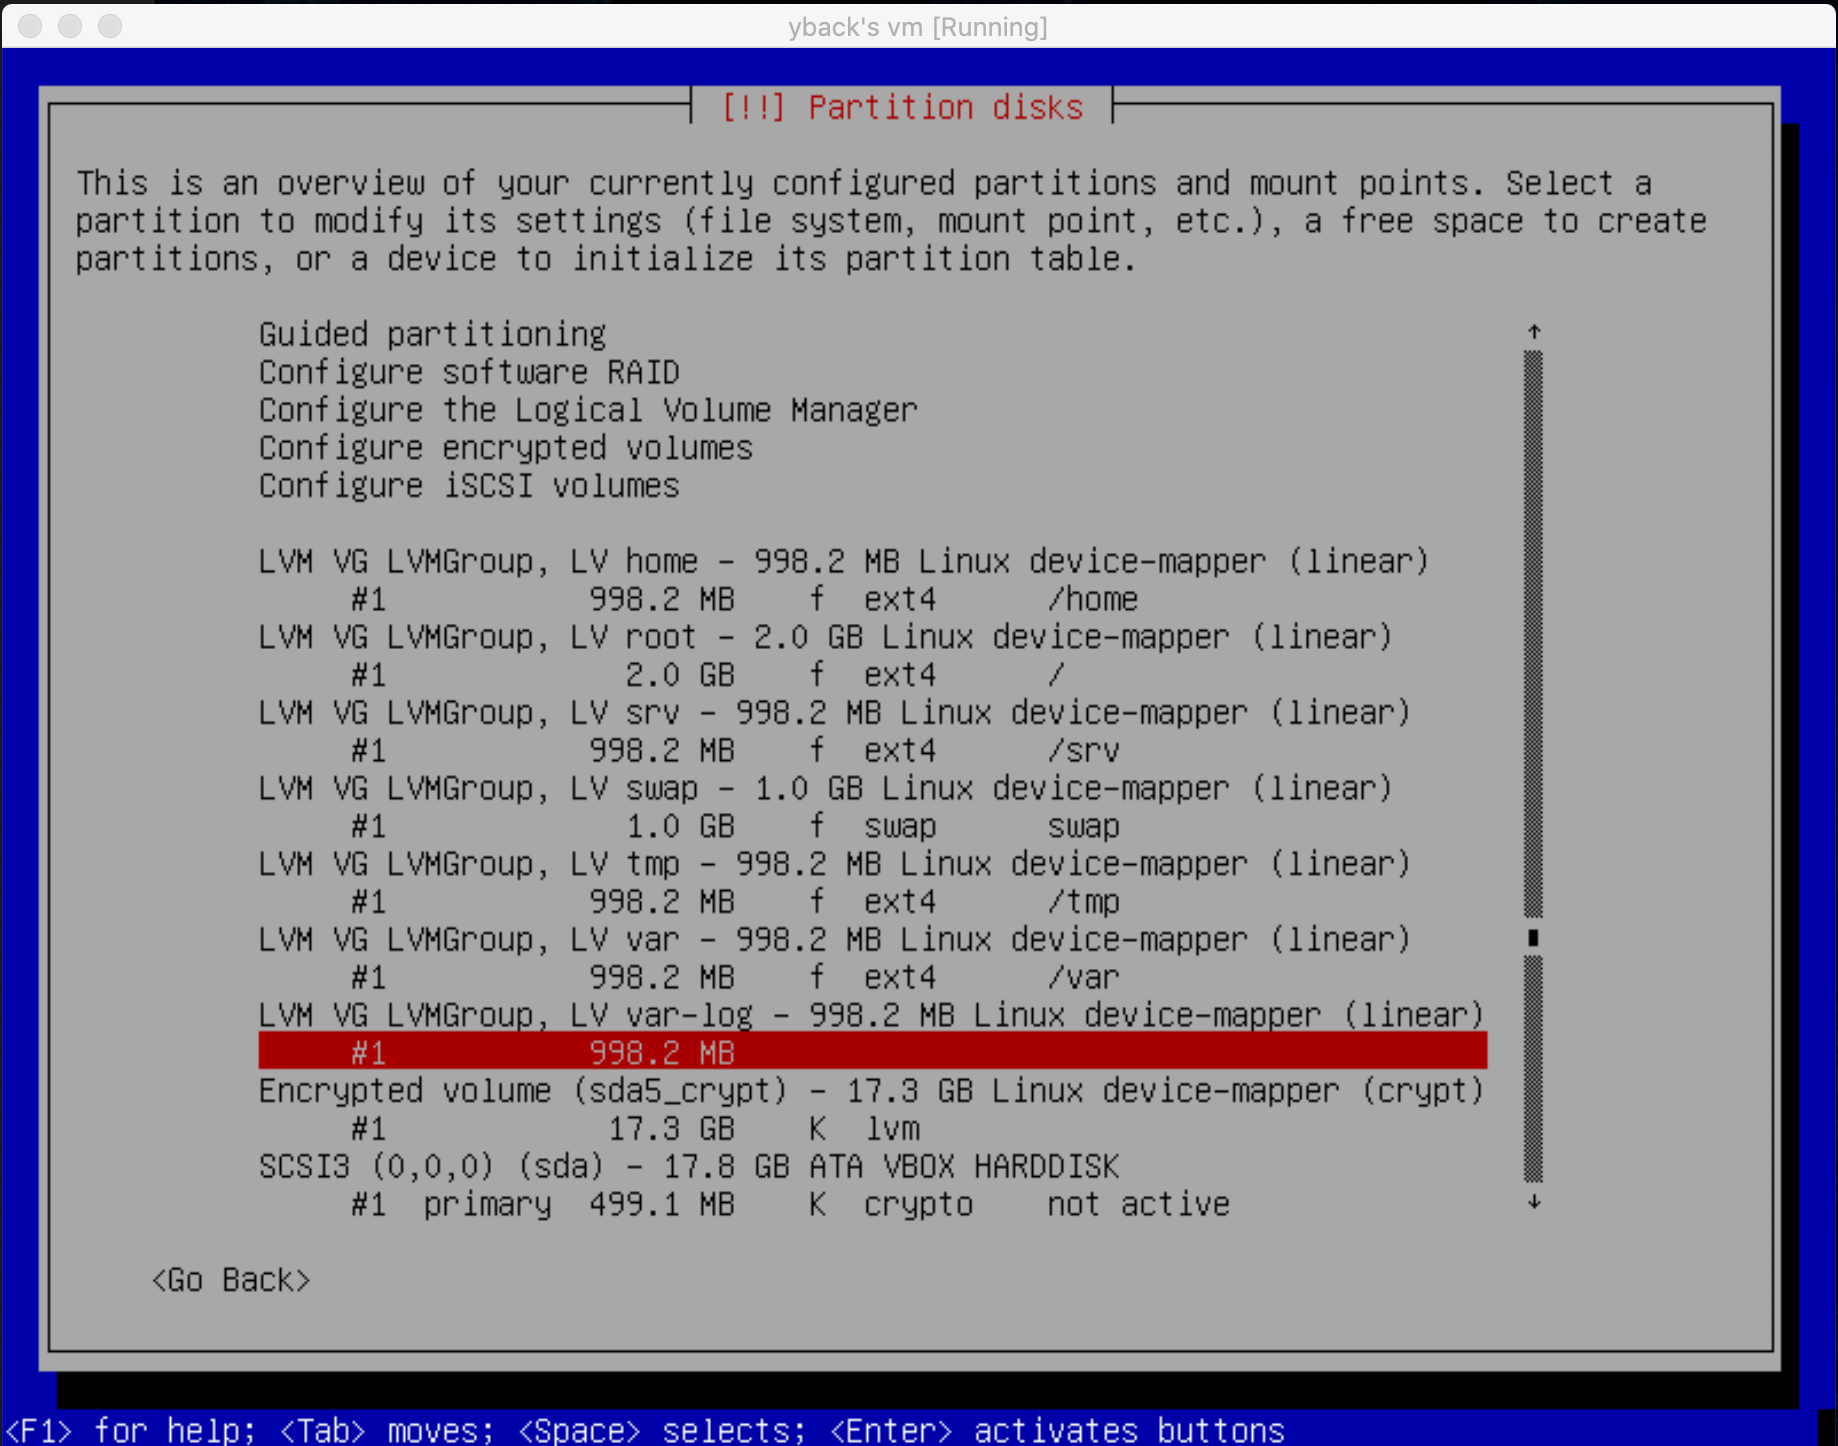 yback's vm [Running]
[!!] Partition disks
This is an overview of your currently configured partitions and mount points. Select a
partition to modify its settings (file system, mount point, etc.), a free space to create
partitions, or a device to initialize its partition table.
Guided partitioning
Configure software RAID
Configure the Logical Volume Manager
Configure encrypted volumes
Configure iSCSI volumes
LVM VG LVMGroup, LV home - 998.2 MB Linux device-mapper (linear)
#1 998.2 MB f ext4 /home
LVM VG LVMGroup, LV root - 2.0 GB Linux device-mapper (linear)
#1 2.0 GB f ext4 /
LVM VG LVMGroup, LV srv - 998.2 MB Linux device-mapper (linear)
#1 998.2 MB f ext4 /srv
LVM VG LVMGroup, LV swap - 1.0 GB Linux device-mapper (linear)
#1 1.0 GB f swap swap
LVM VG LVMGroup, LV tmp - 998.2 MB Linux device-mapper (linear)
#1 998.2 MB f ext4 /tmp
LVM VG LVMGroup, LV var - 998.2 MB Linux device-mapper (linear)
#1 998.2 MB f ext4 /var
LVM VG LVMGroup, LV var-log - 998.2 MB Linux device-mapper (linear)
#1 998.2 MB
Encrypted volume (sda5_crypt) - 17.3 GB Linux device-mapper (crypt)
#1 17.3 GB K lvm
SCSI3 (0,0,0) (sda) - 17.8 GB ATA VBOX HARDDISK
#1 primary 499.1 MB K crypto not active
<Go Back>
<F1> for help; <Tab> moves; <Space> selects; <Enter> activates buttons